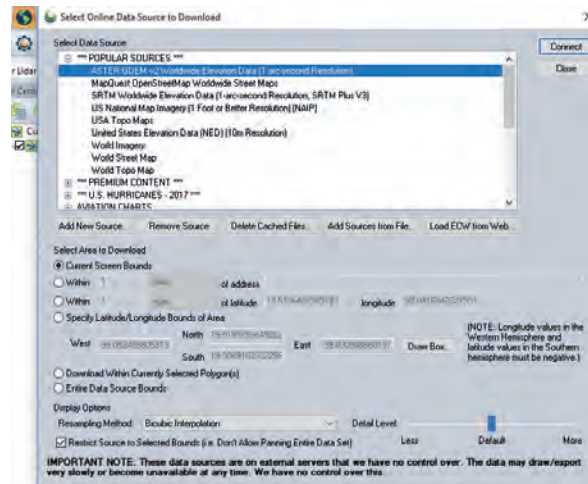 Select Online Data Source to Download
Select Data Source
Connect
Close
*** POPULAR SOURCES ***
ASTER GDEM v2 Worldwide Elevation Data (1 arc-second Resolution)
MapQuest OpenStreetMap Worldwide Street Maps
SRTM Worldwide Elevation Data (1-arc-second Resolution, SRTM Plus V3)
US National Map Imagery (1 Foot or Better Resolution) [NAIP]
USA Topo Maps
United States Elevation Data (NED) (10m Resolution)
World Imagery
World Street Map
World Topo Map
*** PREMIUM CONTENT ***
*** U.S. HURRICANES - 2017 ***
AVIATION CHARTS
r Lidar
Cu
Add New Source... Remove Source Delete Cached Files... Add Sources from File... Load ECW from Web...
Select Area to Download
Current Screen Bounds
Within 1 of address
Within 1 of latitude longitude
Specify Latitude/Longitude Bounds of Area
North
West East Draw Box...
South
(NOTE: Longitude values in the
Western Hemisphere and
latitude values in the Southern
hemisphere must be negative.)
Download Within Currently Selected Polygon(s)
Entire Data Source Bounds
Display Options
Resampling Method: Bicubic Interpolation Detail Level:
Restrict Source to Selected Bounds (i.e. Don't Allow Panning Entire Data Set) Less Default More
IMPORTANT NOTE: These data sources are on external servers that we have no control over. The data may draw/export
very slowly or become unavailable at any time. We have no control over this.